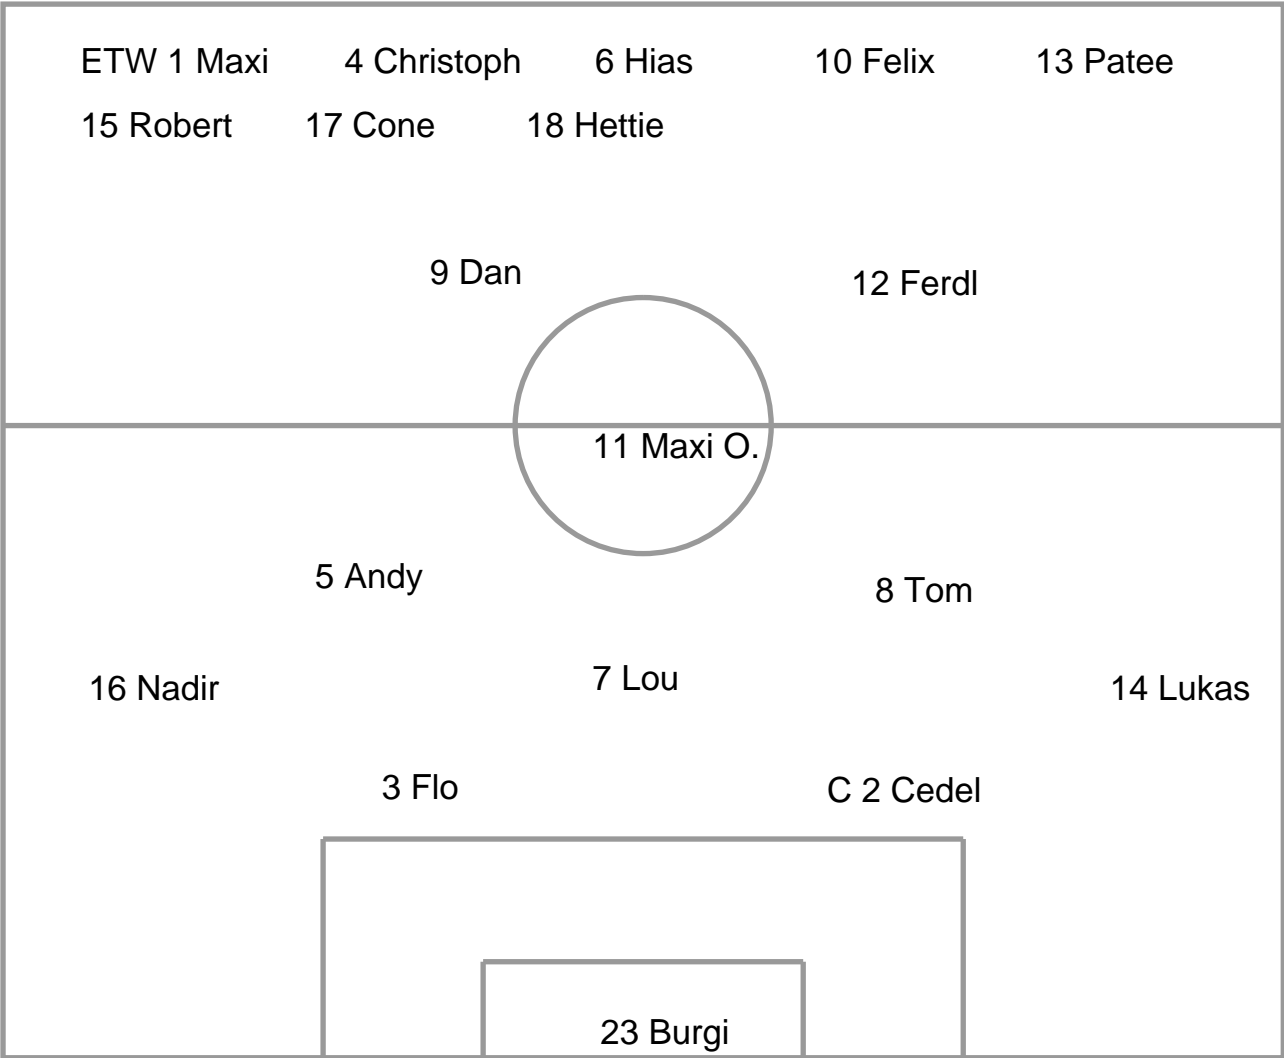 ETW 1 Maxi 4 Christoph 6 Hias 10 Felix 13 Patee
15 Robert 17 Cone 18 Hettie
9 Dan 12 Ferdl
11 Maxi O.
5 Andy 8 Tom
16 Nadir 7 Lou 14 Lukas
3 Flo C 2 Cedel
23 Burgi